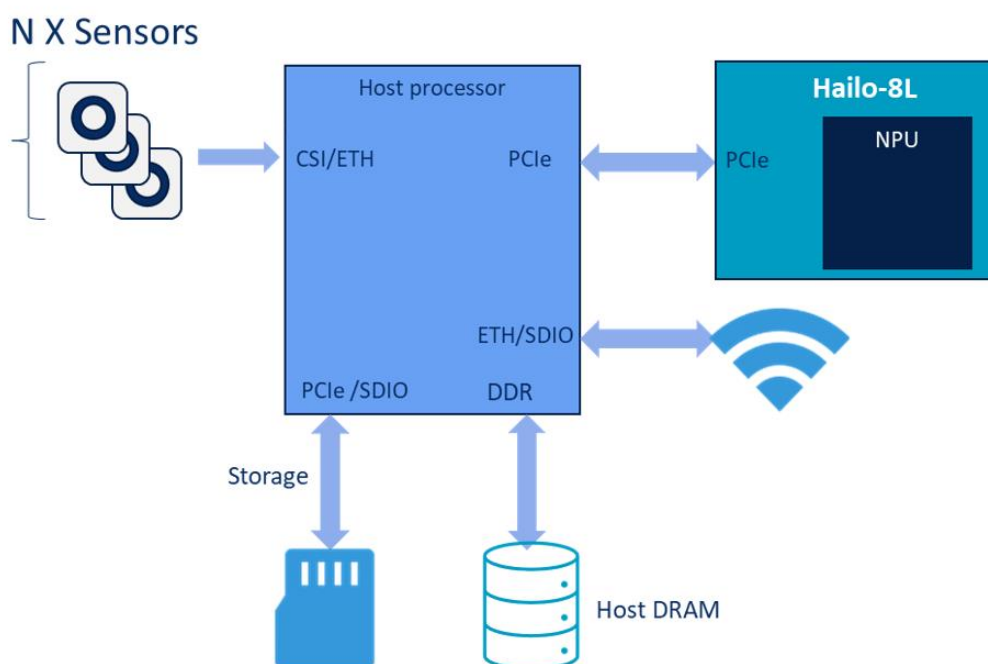 N X Sensors
Host processor
Hailo-8L
NPU
CSI/ETH
PCIe
PCIe
ETH/SDIO
PCIe /SDIO
DDR
Storage
Host DRAM